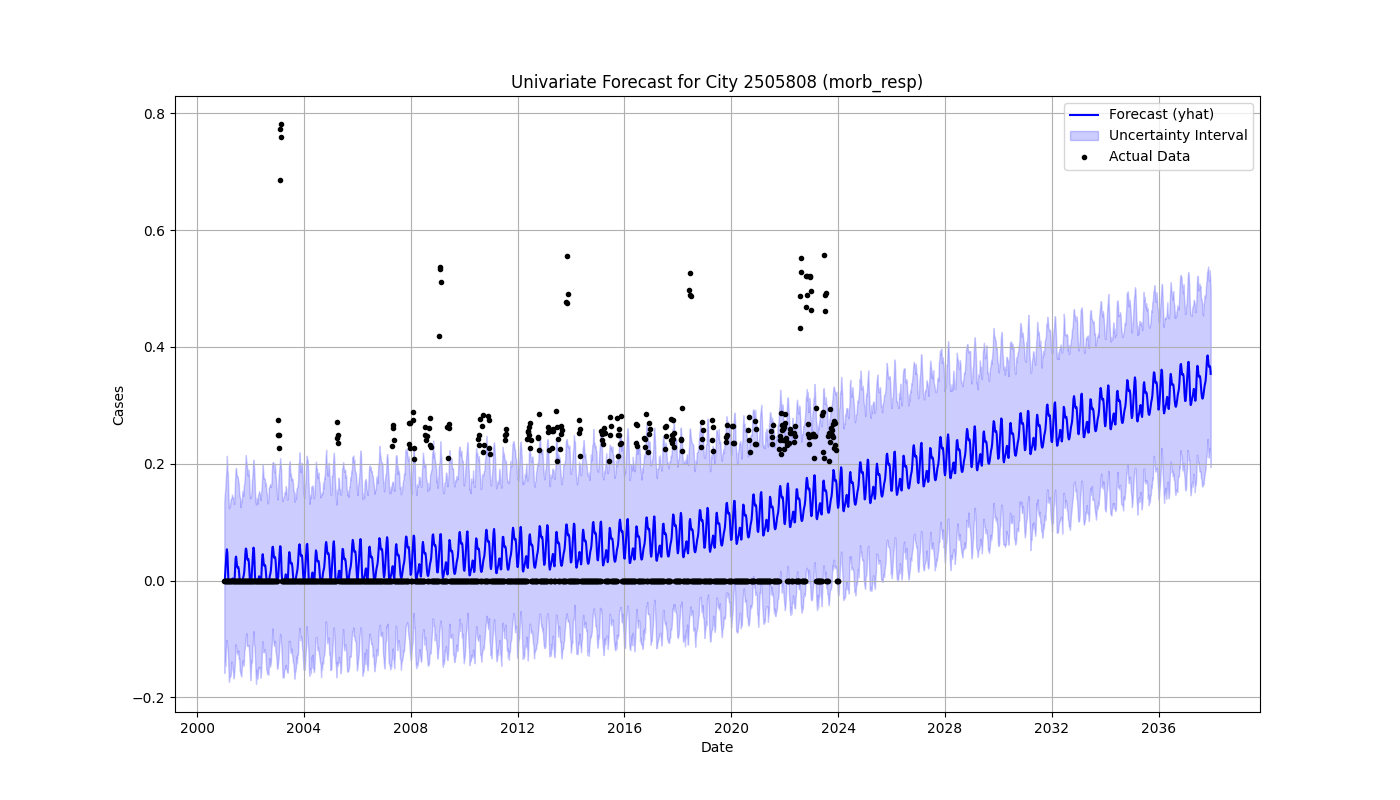 Univariate Forecast for City 2505808 (morb_resp)
Forecast (yhat)
Uncertainty Interval
Actual Data
0.8
0.6
0.4
0.2
0.0
−0.2
Cases
2000 2004 2008 2012 2016 2020 2024 2028 2032 2036
Date